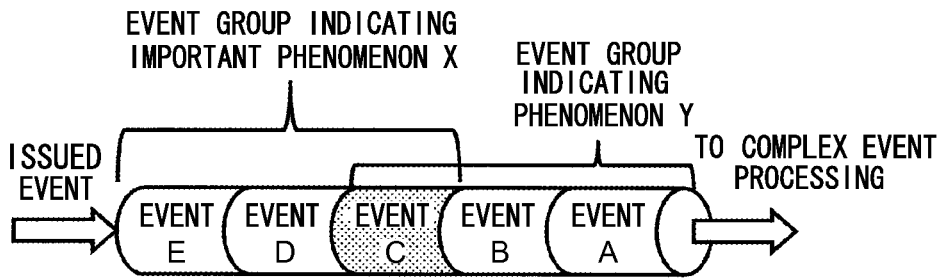 EVENT GROUP INDICATING
IMPORTANT PHENOMENON X
EVENT GROUP
INDICATING
PHENOMENON Y
ISSUED
EVENT
TO COMPLEX EVENT
PROCESSING
EVENT
E
EVENT
D
EVENT
C
EVENT
B
EVENT
A